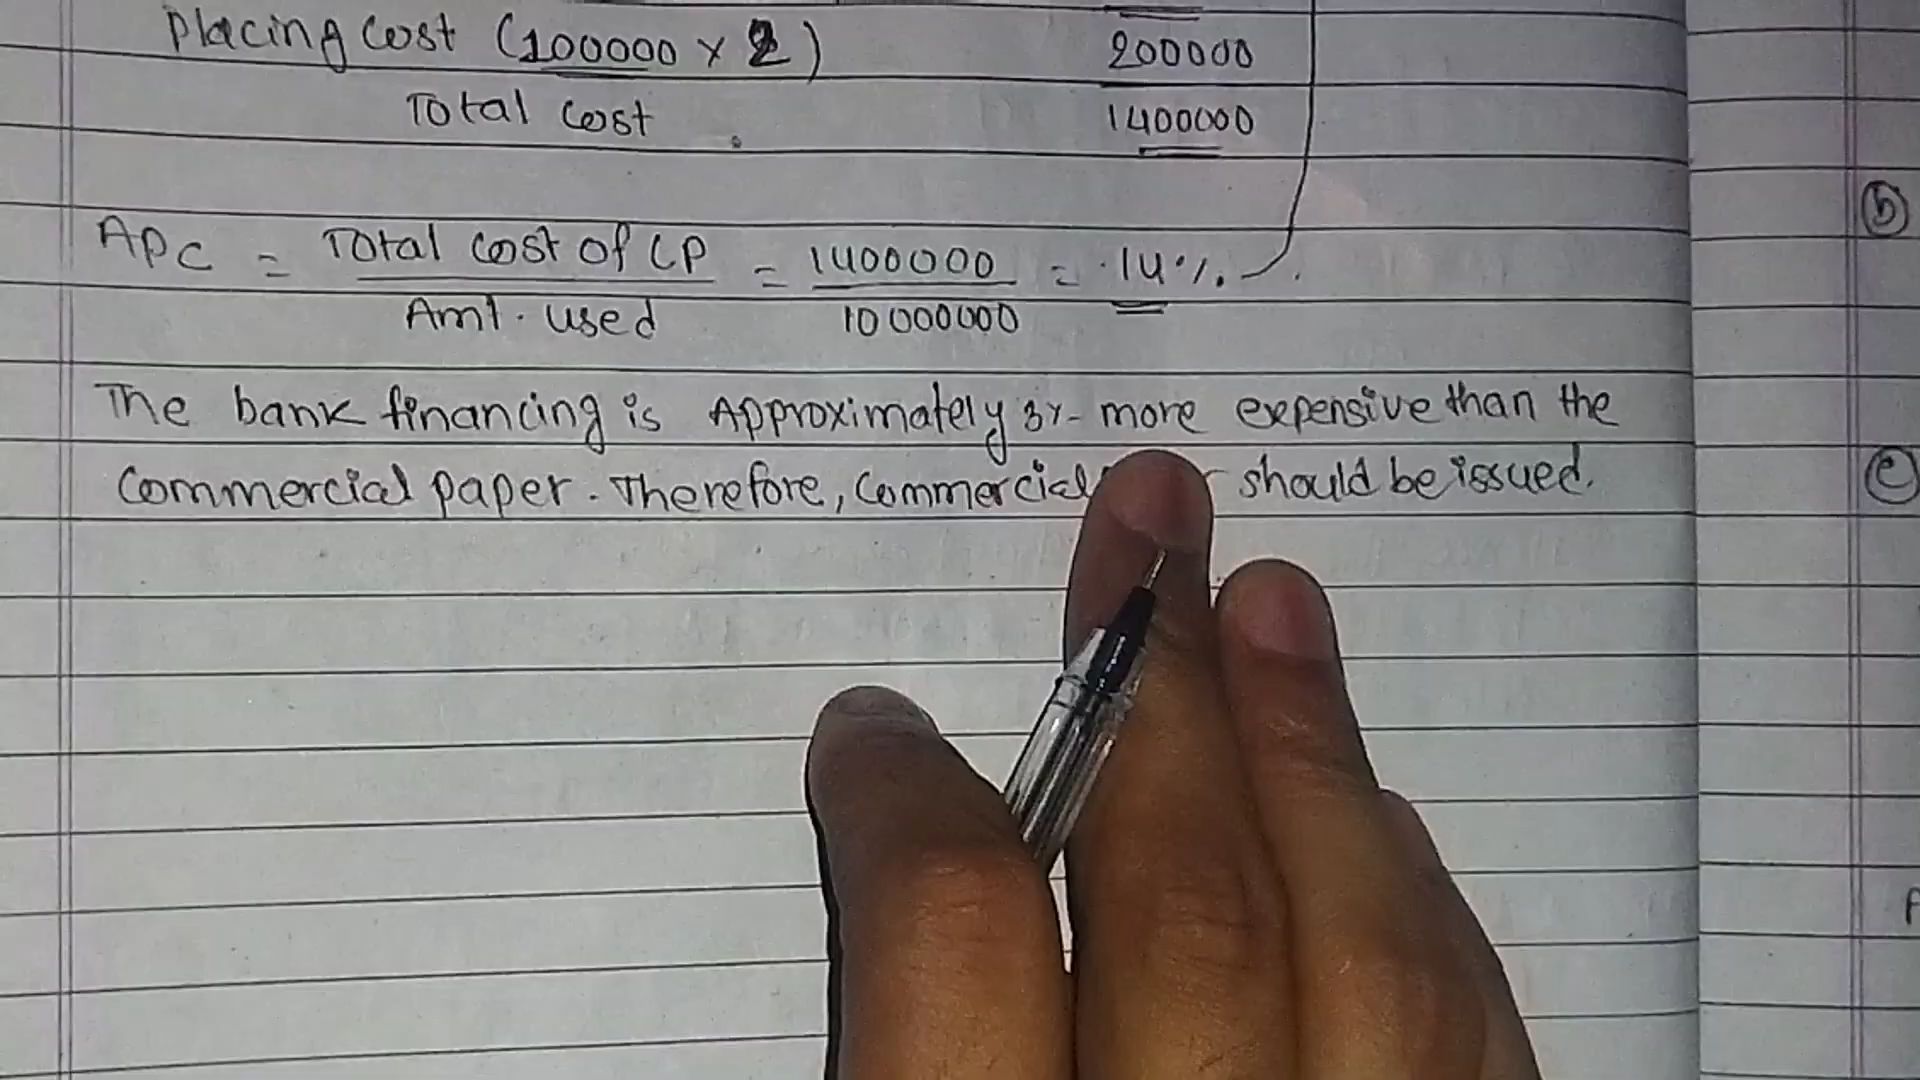 Placing Cost (100000 x 2) 200000
Total Cost 1400000
APC = Total Cost of CP / Amt. used = 1400000 / 10000000 = 14%.
The bank financing is Approximately 3% more expensive than the
Commercial paper. Therefore, Commercial should be issued.
b
c